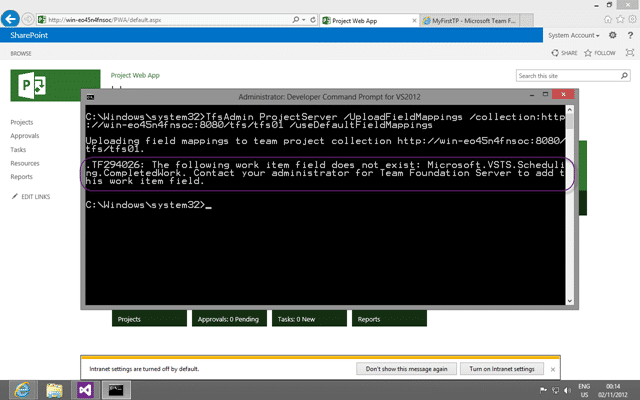 http://win-eo45n4fnsoc/PWA/default.aspx
Project Web App
MyFirstTP - Microsoft Team F...
SharePoint
System Account
BROWSE
SHARE
FOLLOW
Project Web App
Search this site
Projects
Approvals
Tasks
Resources
Reports
EDIT LINKS
Administrator: Developer Command Prompt for VS2012
C:\Windows\system32>TfsAdmin ProjectServer /UploadFieldMappings /collection:http
://win-eo45n4fnsoc:8080/tfs/tfs01 /useDefaultFieldMappings
Uploading field mappings to team project collection http://win-eo45n4fnsoc:8080/
tfs/tfs01.
.TF294026: The following work item field does not exist: Microsoft.VSTS.Scheduli
ng.CompletedWork. Contact your administrator for Team Foundation Server to add t
his work item field.
C:\Windows\system32>_
Projects
Approvals: 0 Pending
Tasks: 0 New
Reports
Intranet settings are turned off by default.
Don't show this message again
Turn on Intranet settings
ENG
US
00:14
02/11/2012